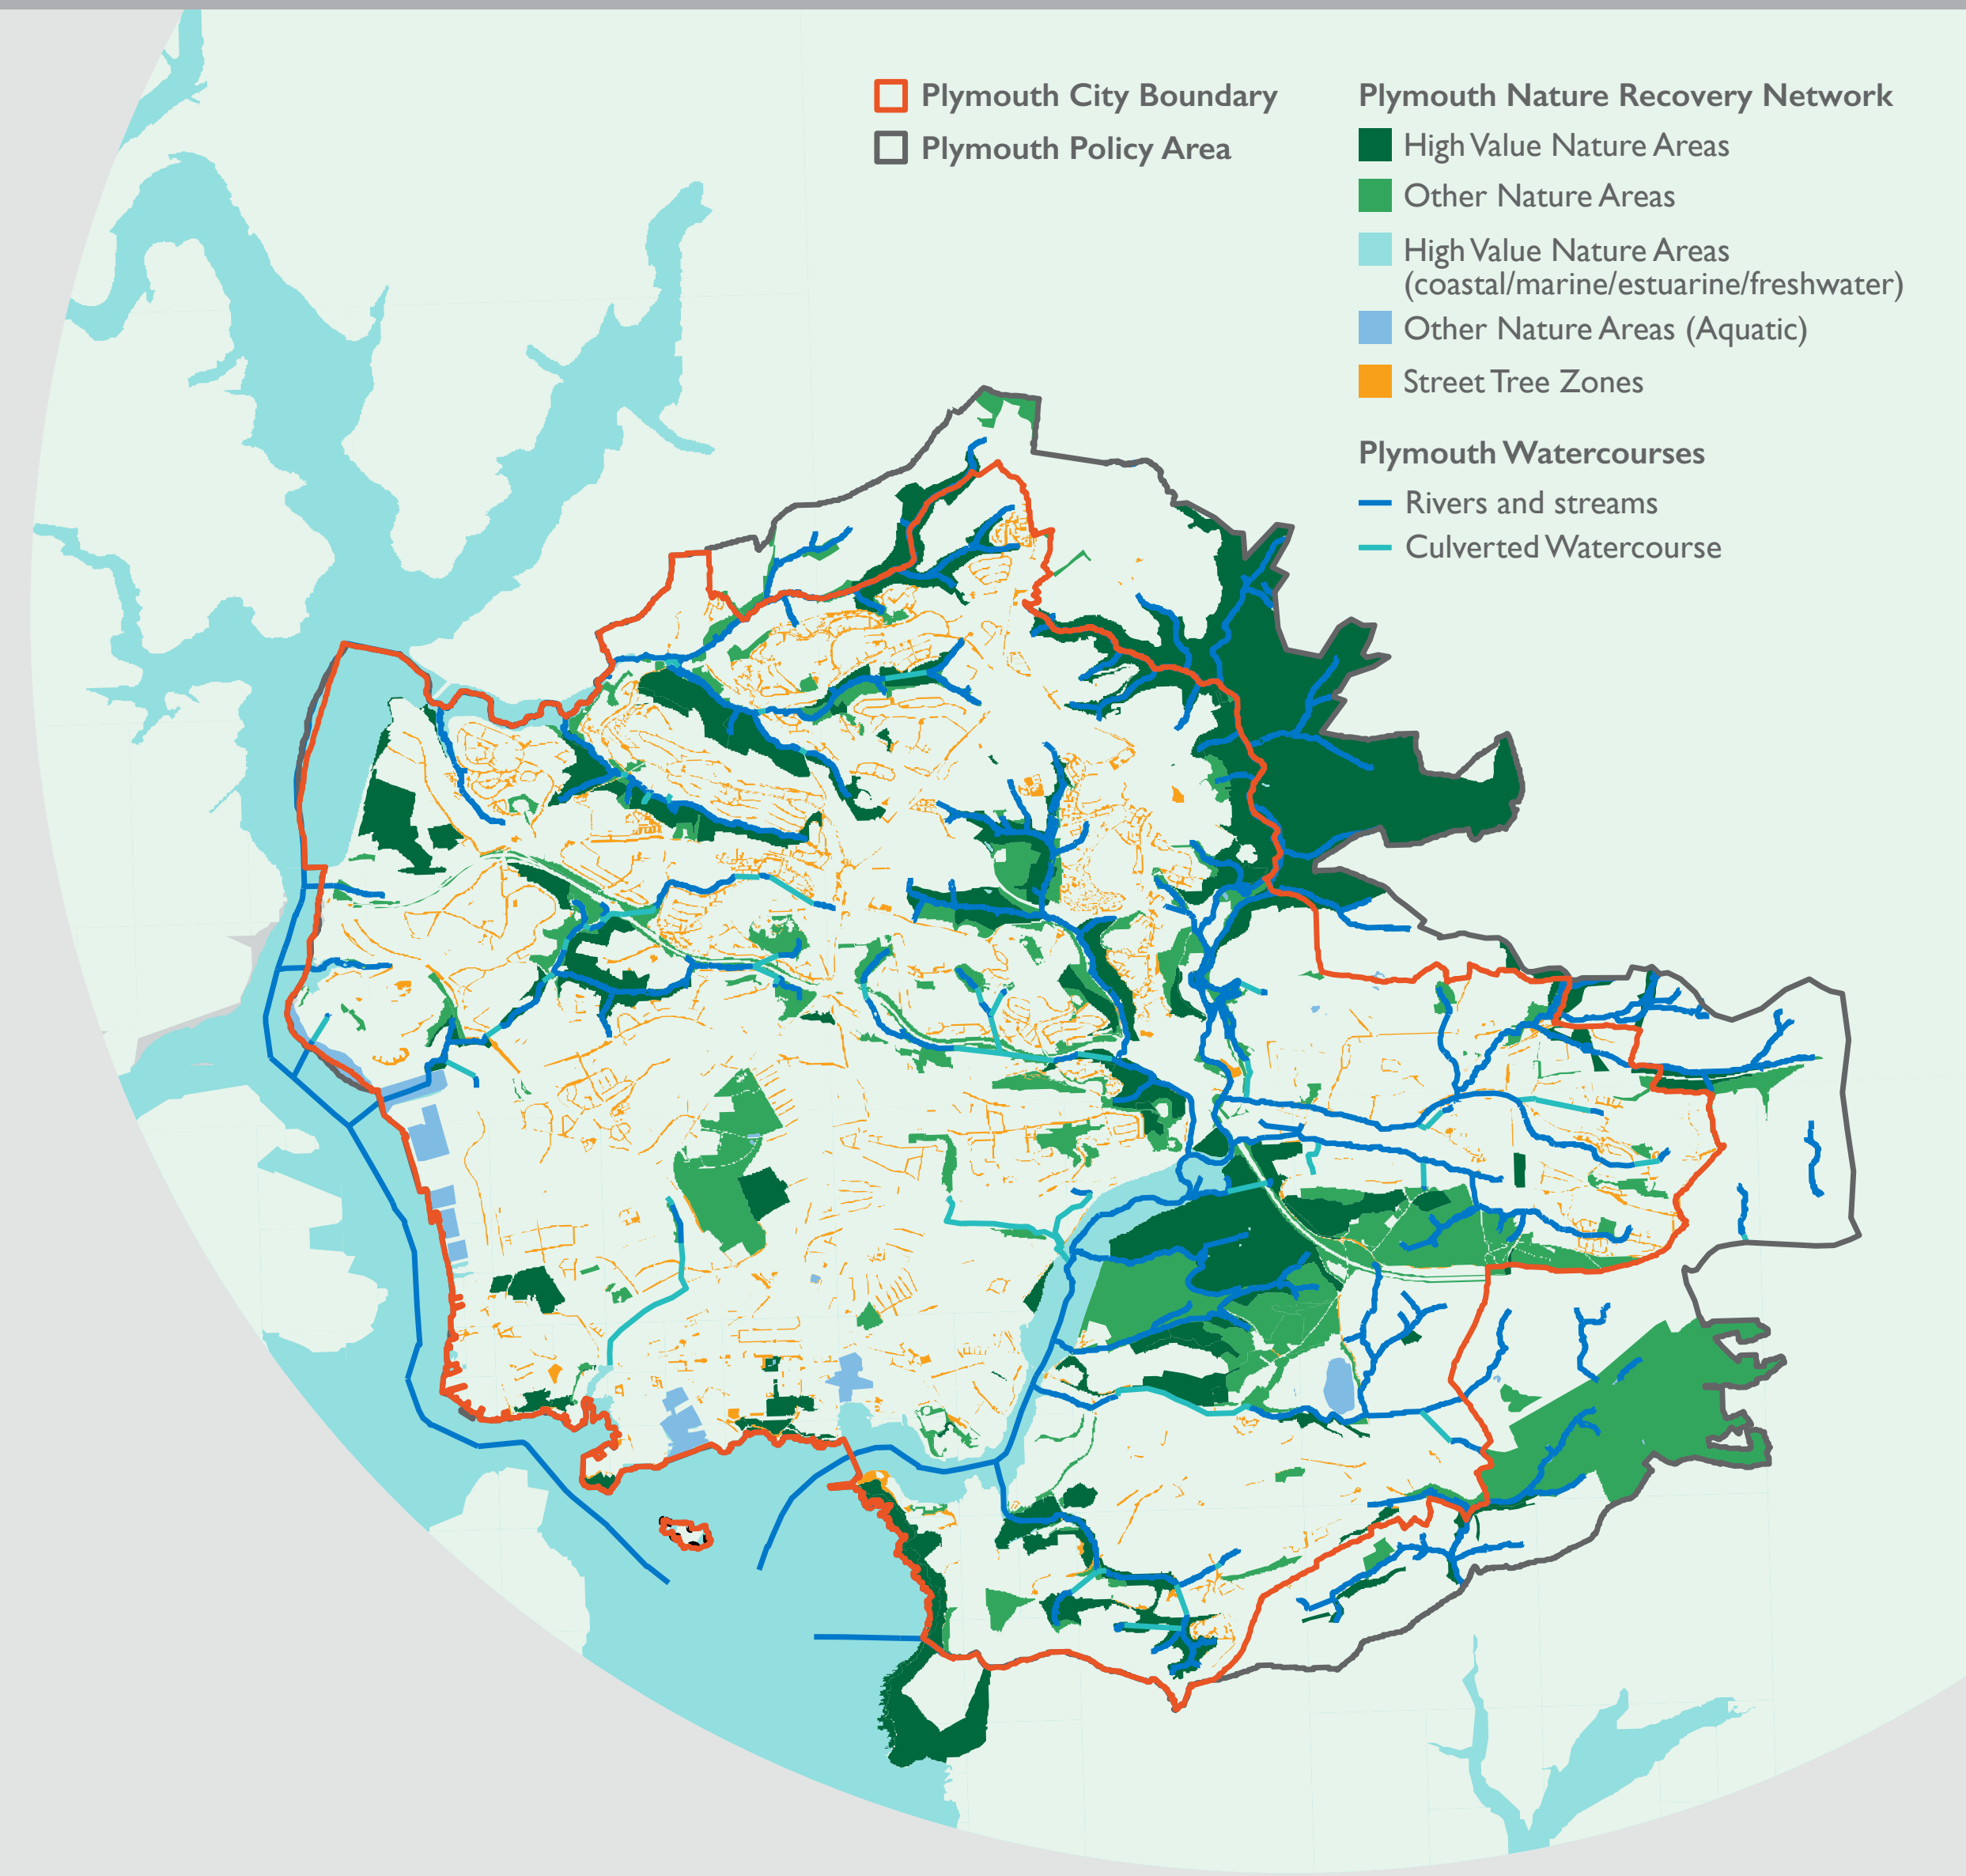 Plymouth City Boundary
Plymouth Policy Area
Plymouth Nature Recovery Network
High Value Nature Areas
Other Nature Areas
High Value Nature Areas
(coastal/marine/estuarine/freshwater)
Other Nature Areas (Aquatic)
Street Tree Zones
Plymouth Watercourses
Rivers and streams
Culverted Watercourse